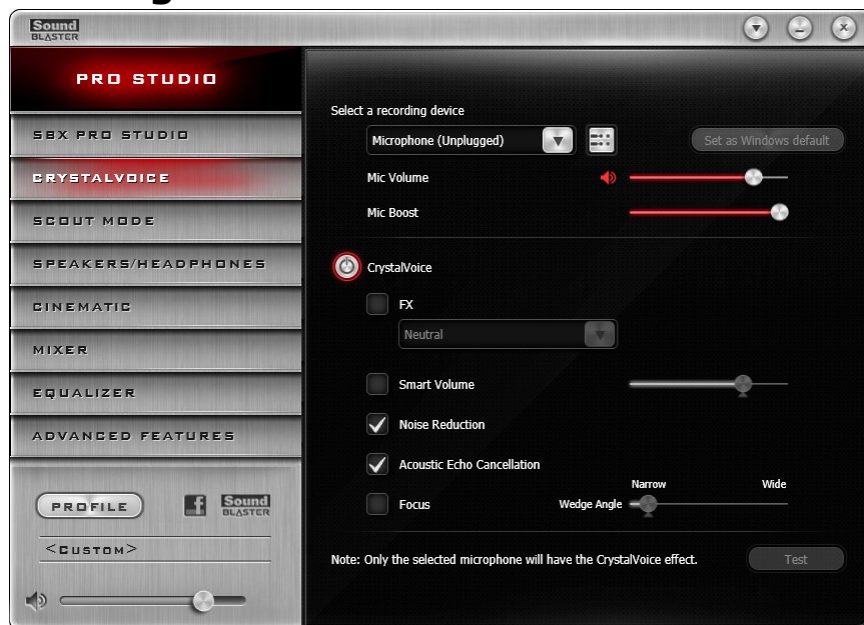 Sound
BLASTER
PRO STUDIO
SBX PRO STUDIO
CRYSTALVOICE
SCOUT MODE
SPEAKERS/HEADPHONES
CINEMATIC
MIXER
EQUALIZER
ADVANCED FEATURES
PROFILE
f
Sound
BLASTER
<CUSTOM>
Select a recording device
Microphone (Unplugged)
Set as Windows default
Mic Volume
Mic Boost
CrystalVoice
FX
Neutral
Smart Volume
Noise Reduction
Acoustic Echo Cancellation
Narrow Wide
Focus Wedge Angle
Note: Only the selected microphone will have the CrystalVoice effect.
Test